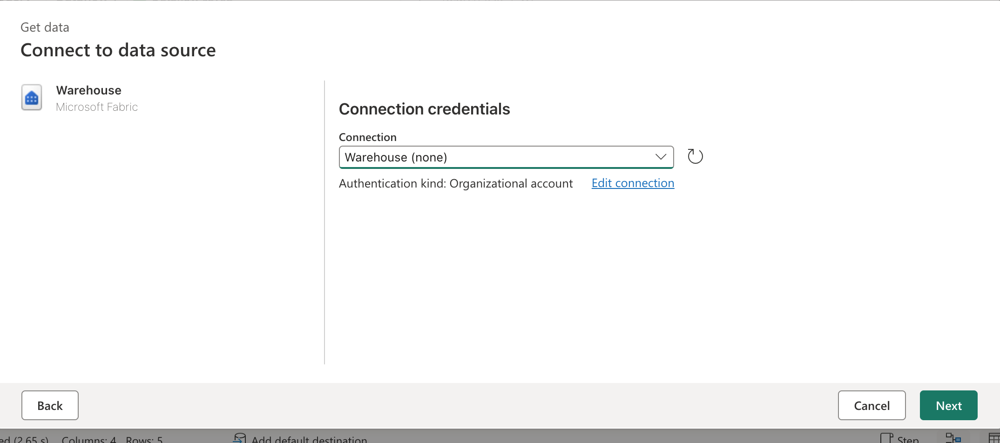 Get data
Connect to data source
Warehouse
Microsoft Fabric
Connection credentials
Connection
Warehouse (none)
Authentication kind: Organizational account Edit connection
Back Cancel Next
(2.65 s) Columns: 4 Rows: 5 Add default destination Step